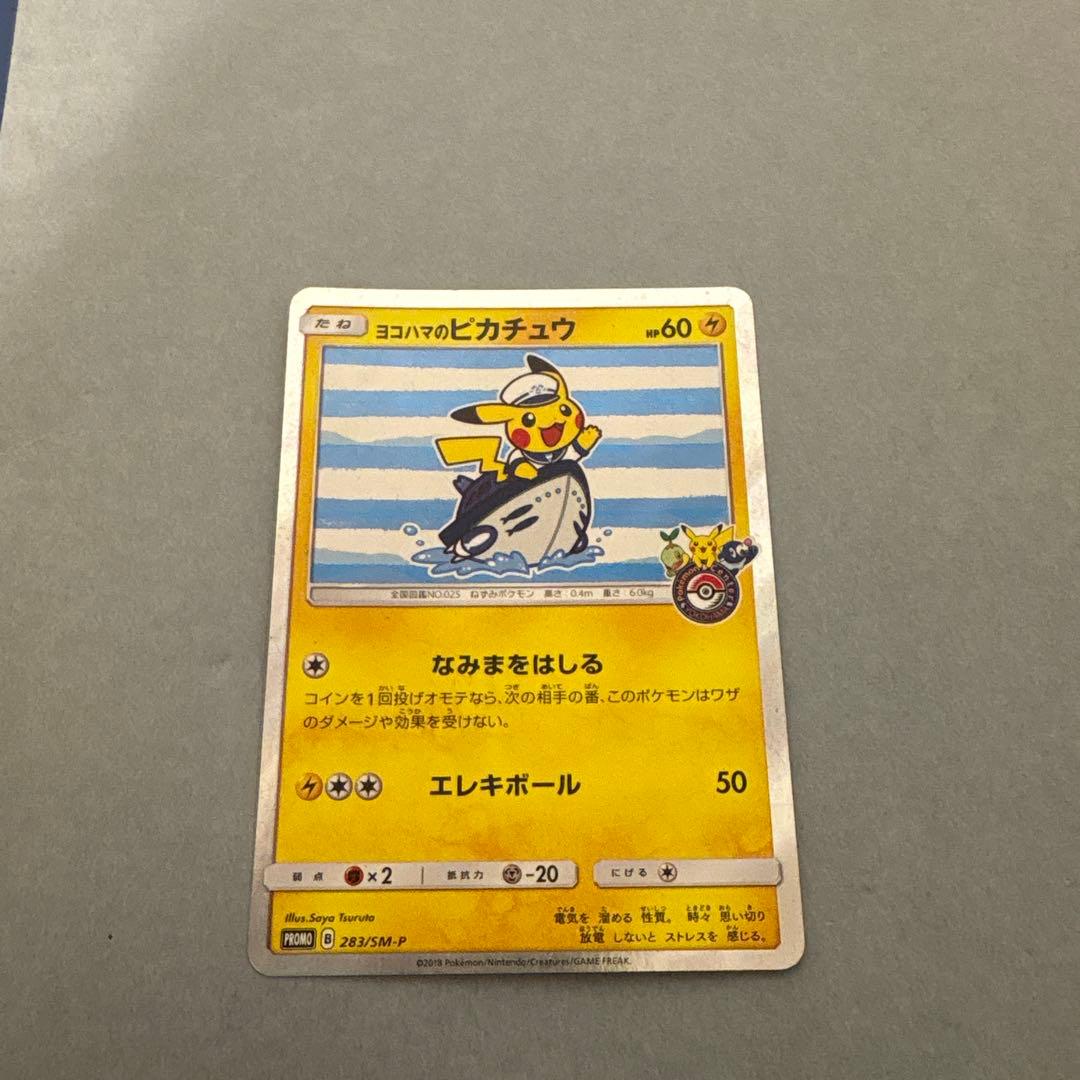 たね ヨコハマのピカチュウ HP60
Pokémon Center
YOKOHAMA
全国図鑑NO.025 ねずみポケモン 高さ:0.4m 重さ:6.0kg
なみまをはしる
コインを1回投げオモテなら、次の相手の番、このポケモンはワザ
のダメージや効果を受けない。
エレキボール 50
弱点 ×2 抵抗力 -20 にげる
Illus.Saya Tsuruta
電気を 溜める 性質。 時々 思い切り
放電 しないと ストレスを 感じる。
PROMO B 283/SM-P
©2018 Pokémon/Nintendo/Creatures/GAME FREAK.